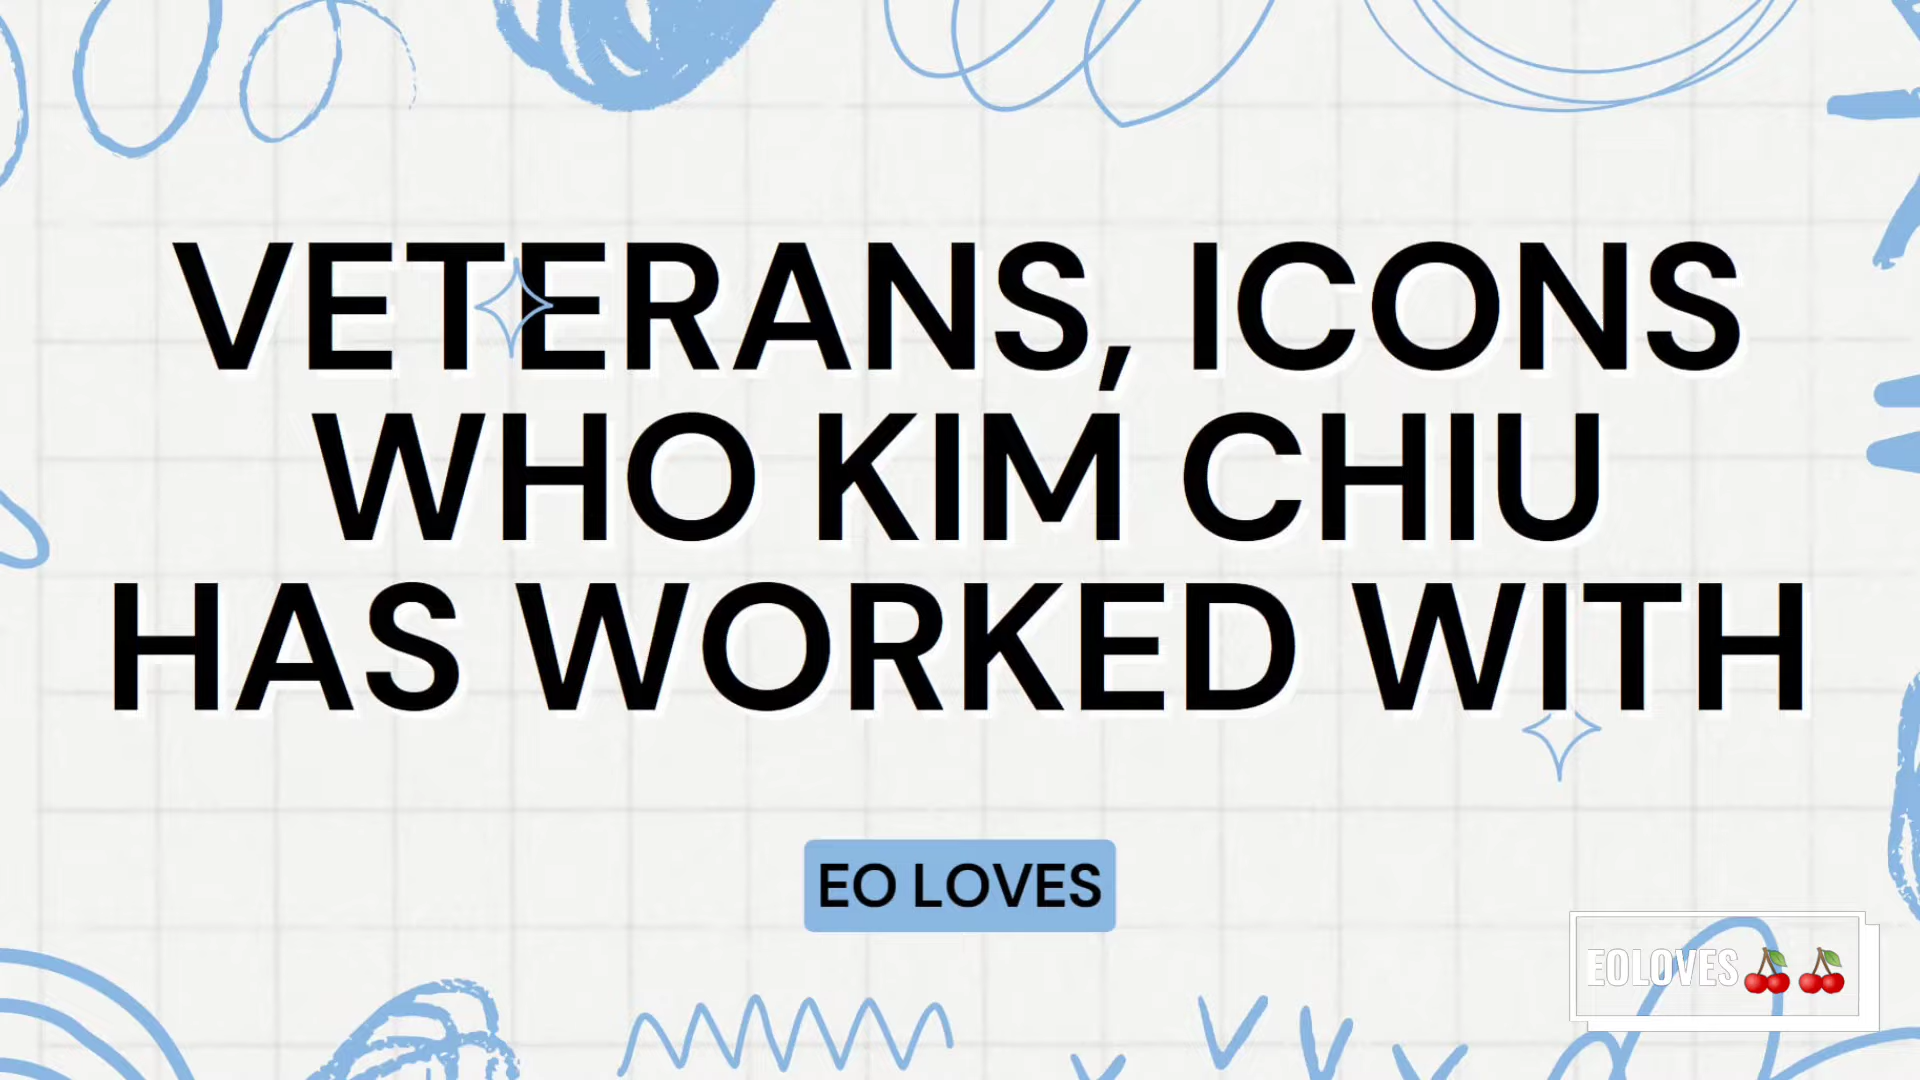 VETERANS, ICONS
WHO KIM CHIU
HAS WORKED WITH
EO LOVES
EOLOVES🍒🍒